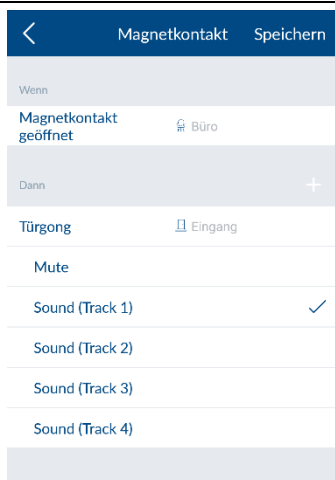 Magnetkontakt Speichern
Wenn
Magnetkontakt geöffnet Büro
Dann
Türgong Eingang
Mute
Sound (Track 1)
Sound (Track 2)
Sound (Track 3)
Sound (Track 4)